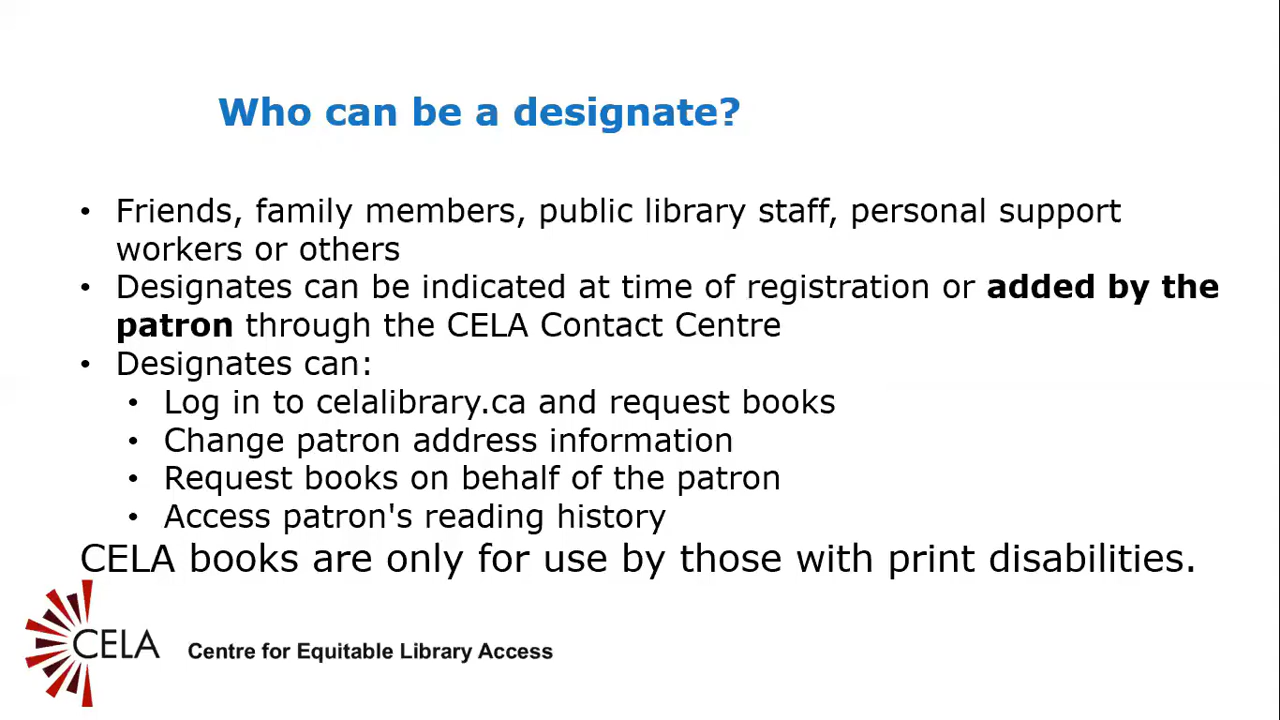 Who can be a designate?
• Friends, family members, public library staff, personal support
workers or others
• Designates can be indicated at time of registration or added by the
patron through the CELA Contact Centre
• Designates can:
• Log in to celalibrary.ca and request books
• Change patron address information
• Request books on behalf of the patron
• Access patron's reading history
CELA books are only for use by those with print disabilities.
CELA
Centre for Equitable Library Access